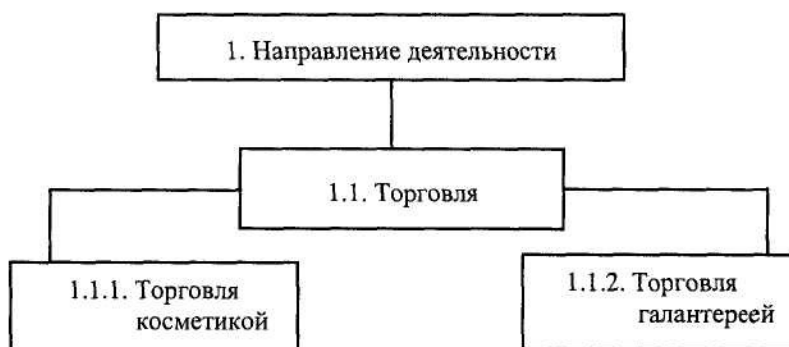 1. Направление деятельности
1.1. Торговля
1.1.1. Торговля
косметикой
1.1.2. Торговля
галантереей